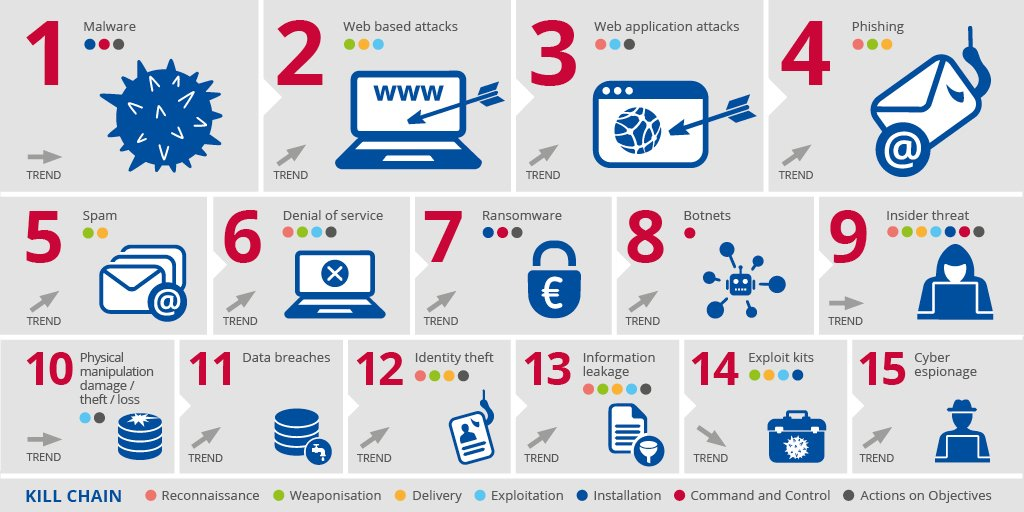 1
Malware
TREND
2
Web based attacks
www
TREND
3
Web application attacks
TREND
4
Phishing
@
TREND
5
Spam
@
TREND
6
Denial of service
TREND
7
Ransomware
€
TREND
8
Botnets
TREND
9
Insider threat
TREND
10
Physical
manipulation
damage /
theft / loss
TREND
11
Data breaches
TREND
12
Identity theft
TREND
13
Information
leakage
TREND
14
Exploit kits
TREND
15
Cyber
espionage
TREND
KILL CHAIN Reconnaissance Weaponisation Delivery Exploitation Installation Command and Control Actions on Objectives